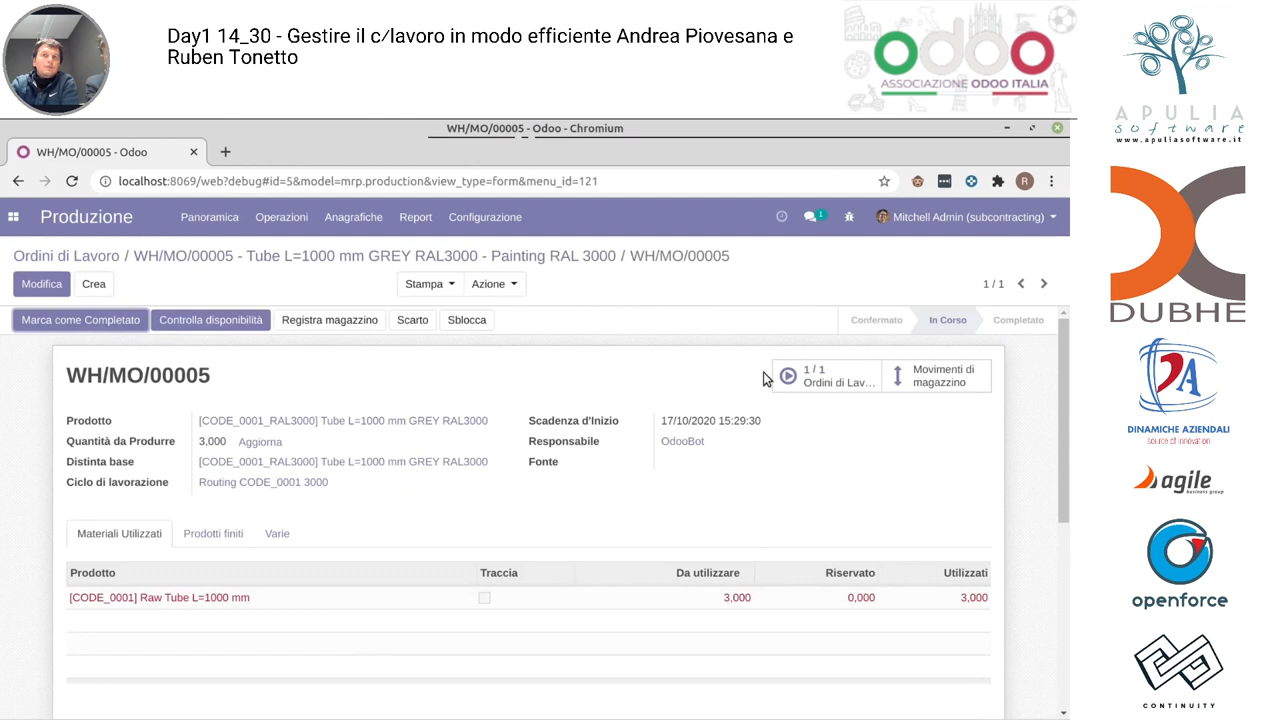 Day1 14_30 - Gestire il c/lavoro in modo efficiente Andrea Piovesana e
Ruben Tonetto
odoo
ASSOCIAZIONE ODOO ITALIA
APULIA
software
www.apuliasoftware.it
WH/MO/00005 - Odoo - Chromium
WH/MO/00005 - Odoo
localhost:8069/web?debug#id=5&model=mrp.production&view_type=form&menu_id=121
R
Produzione
Panoramica
Operazioni
Anagrafiche
Report
Configurazione
1
Mitchell Admin (subcontracting)
Ordini di Lavoro / WH/MO/00005 - Tube L=1000 mm GREY RAL3000 - Painting RAL 3000 / WH/MO/00005
Modifica
Crea
Stampa
Azione
1 / 1
Marca come Completato
Controlla disponibilità
Registra magazzino
Scarto
Sblocca
Confermato
In Corso
Completato
WH/MO/00005
1 / 1
Ordini di Lav...
Movimenti di
magazzino
Prodotto
[CODE_0001_RAL3000] Tube L=1000 mm GREY RAL3000
Quantità da Produrre
3,000
Aggiorna
Distinta base
[CODE_0001_RAL3000] Tube L=1000 mm GREY RAL3000
Ciclo di lavorazione
Routing CODE_0001 3000
Scadenza d'Inizio
17/10/2020 15:29:30
Responsabile
OdooBot
Fonte
Materiali Utilizzati
Prodotti finiti
Varie
Prodotto
Traccia
Da utilizzare
Riservato
Utilizzati
[CODE_0001] Raw Tube L=1000 mm
3,000
0,000
3,000
DUBHE
DINAMICHE AZIENDALI
source of innovation
agile
business group
openforce
CONTINUITY